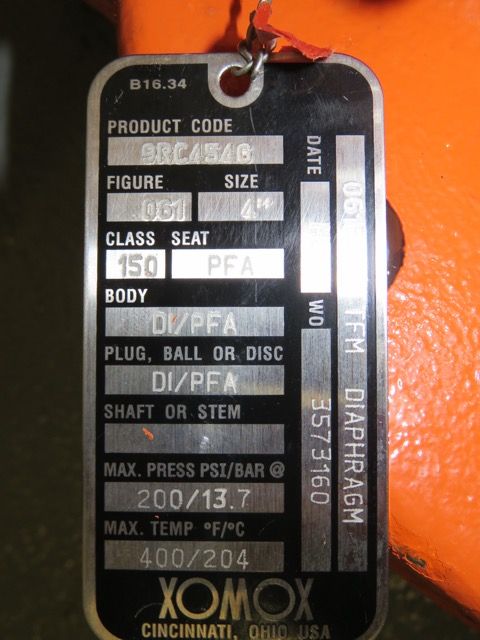 B16.34
PRODUCT CODE
9RC454G
FIGURE SIZE
061 4"
CLASS SEAT
150 PFA
BODY
DI/PFA
PLUG, BALL OR DISC
DI/PFA
SHAFT OR STEM
MAX. PRESS PSI/BAR @
200/13.7
MAX. TEMP °F/°C
400/204
XOMOX
CINCINNATI, OHIO USA
DATE
WO
3573160
TFM DIAPHRAGM